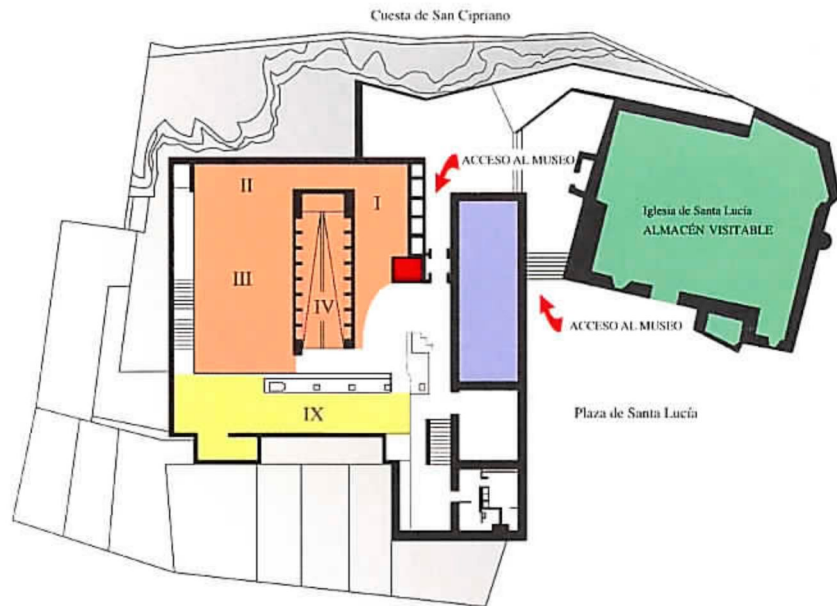 Cuesta de San Cipriano
ACCESO AL MUSEO
II
I
Iglesia de Santa Lucía
ALMACÉN VISITABLE
III
IV
ACCESO AL MUSEO
IX
Plaza de Santa Lucía